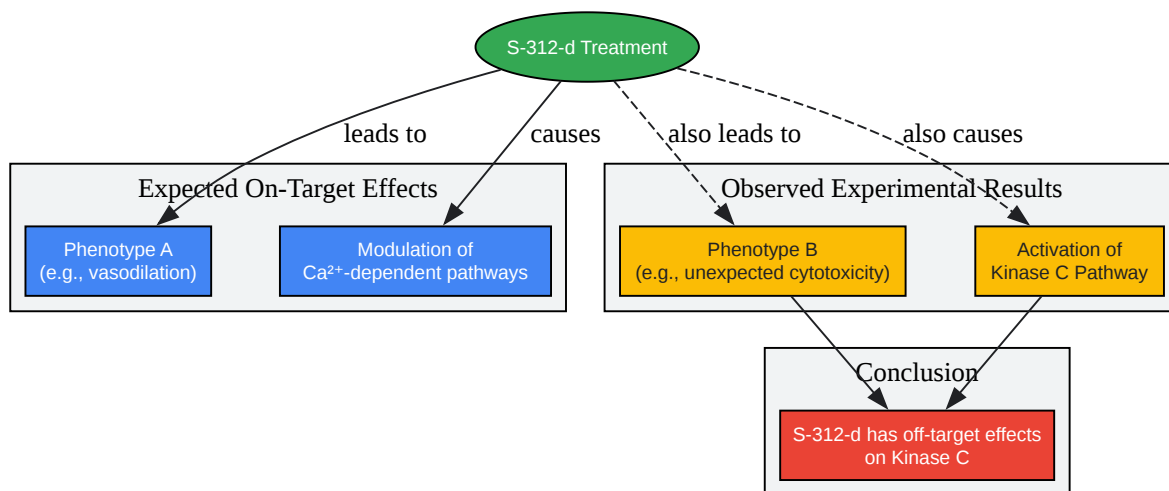 S-312-d Treatment
leads to
causes
also leads to
also causes
Expected On-Target Effects
Observed Experimental Results
Phenotype A
(e.g., vasodilation)
Modulation of
Ca²⁺-dependent pathways
Phenotype B
(e.g., unexpected cytotoxicity)
Activation of
Kinase C Pathway
Conclusion
S-312-d has off-target effects
on Kinase C